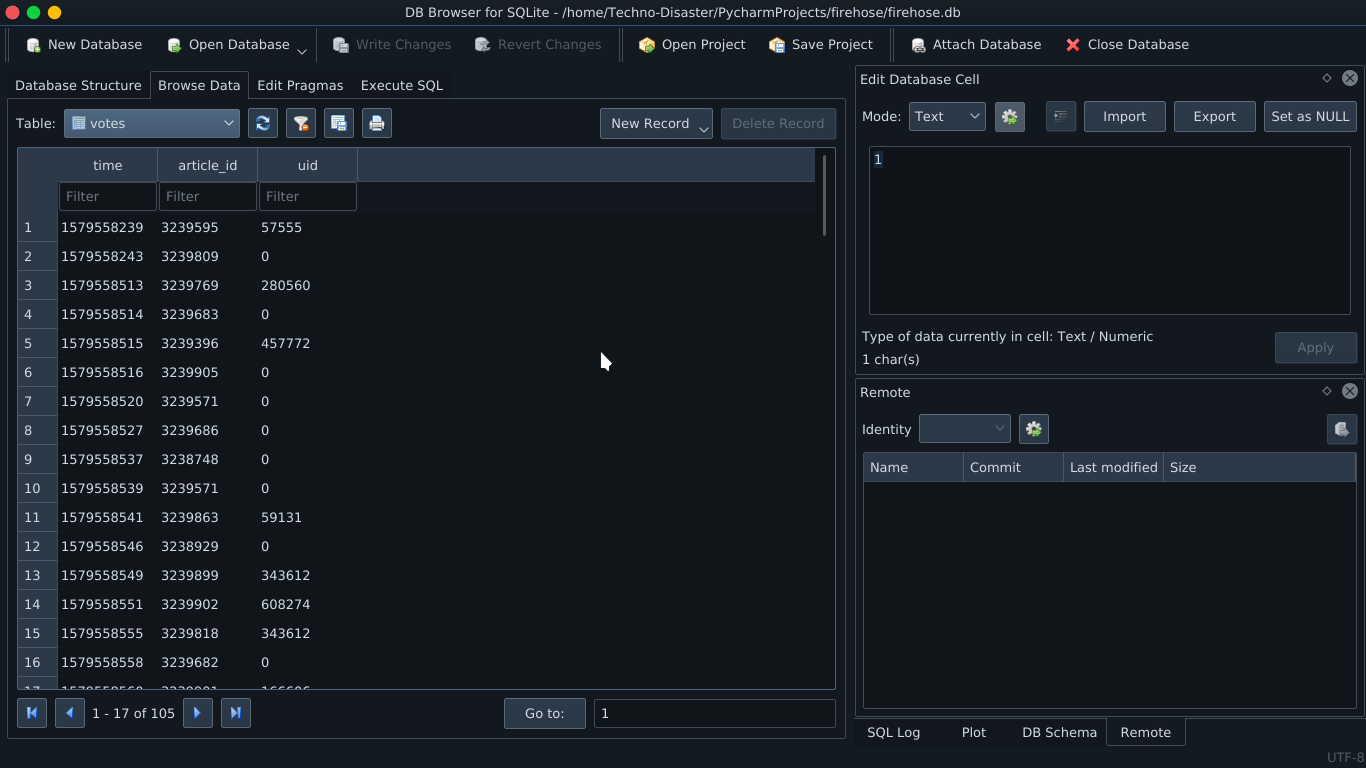 DB Browser for SQLite - /home/Techno-Disaster/PycharmProjects/firehose/firehose.db
New Database Open Database Write Changes Revert Changes Open Project Save Project Attach Database Close Database
Database Structure Browse Data Edit Pragmas Execute SQL
Table: votes New Record Delete Record
time article_id uid
Filter Filter Filter
1 1579558239 3239595 57555
2 1579558243 3239809 0
3 1579558513 3239769 280560
4 1579558514 3239683 0
5 1579558515 3239396 457772
6 1579558516 3239905 0
7 1579558520 3239571 0
8 1579558527 3239686 0
9 1579558537 3238748 0
10 1579558539 3239571 0
11 1579558541 3239863 59131
12 1579558546 3238929 0
13 1579558549 3239899 343612
14 1579558551 3239902 608274
15 1579558555 3239818 343612
16 1579558558 3239682 0
1 - 17 of 105 Go to: 1
Edit Database Cell
Mode: Text Import Export Set as NULL
1
Type of data currently in cell: Text / Numeric
1 char(s)
Apply
Remote
Identity
Name Commit Last modified Size
SQL Log Plot DB Schema Remote
UTF-8